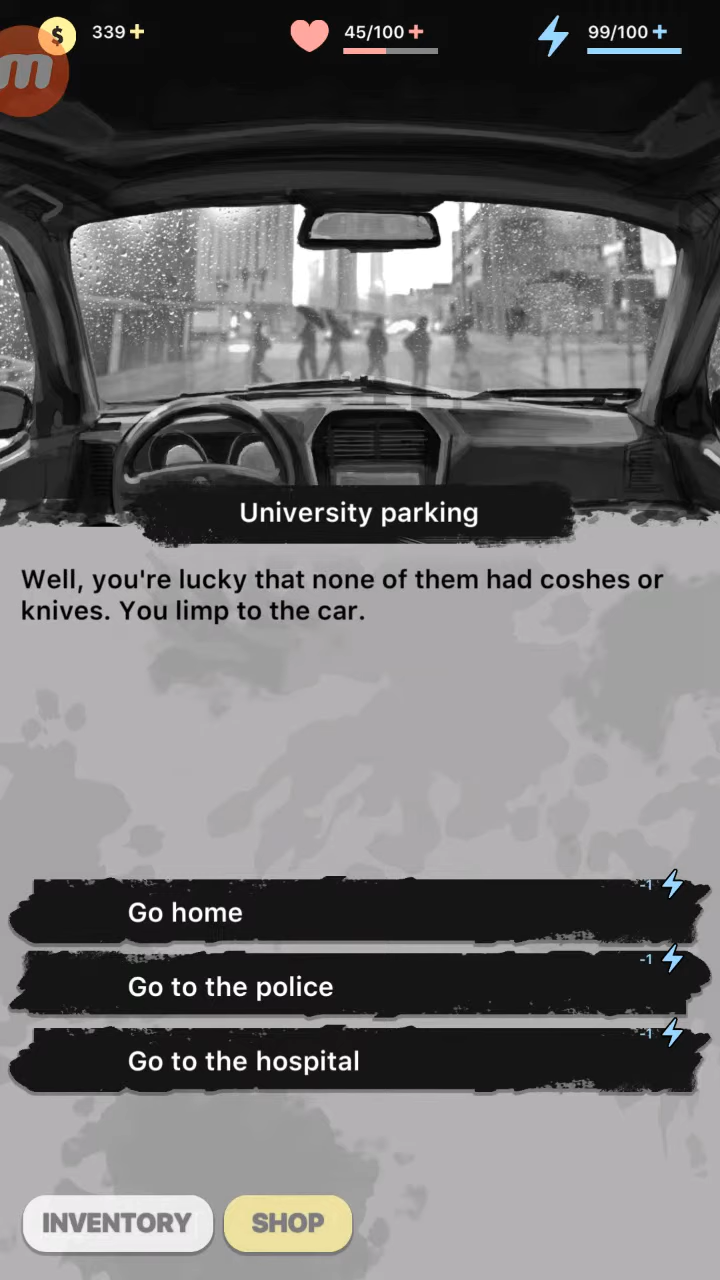 $ 339 + 45/100 + 99/100 +
m
University parking
Well, you're lucky that none of them had coshes or
knives. You limp to the car.
-1
Go home
-1
Go to the police
-1
Go to the hospital
INVENTORY SHOP